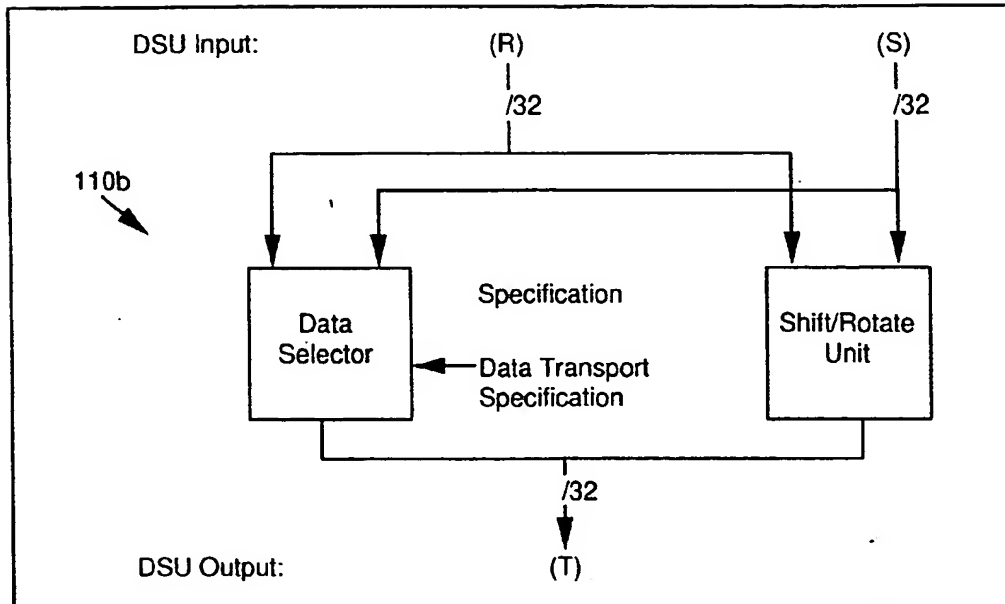 DSU Input:
(R)
(S)
/32
/32
110b
Data
Selector
Specification
Data Transport
Specification
Shift/Rotate
Unit
/32
DSU Output:
(T)